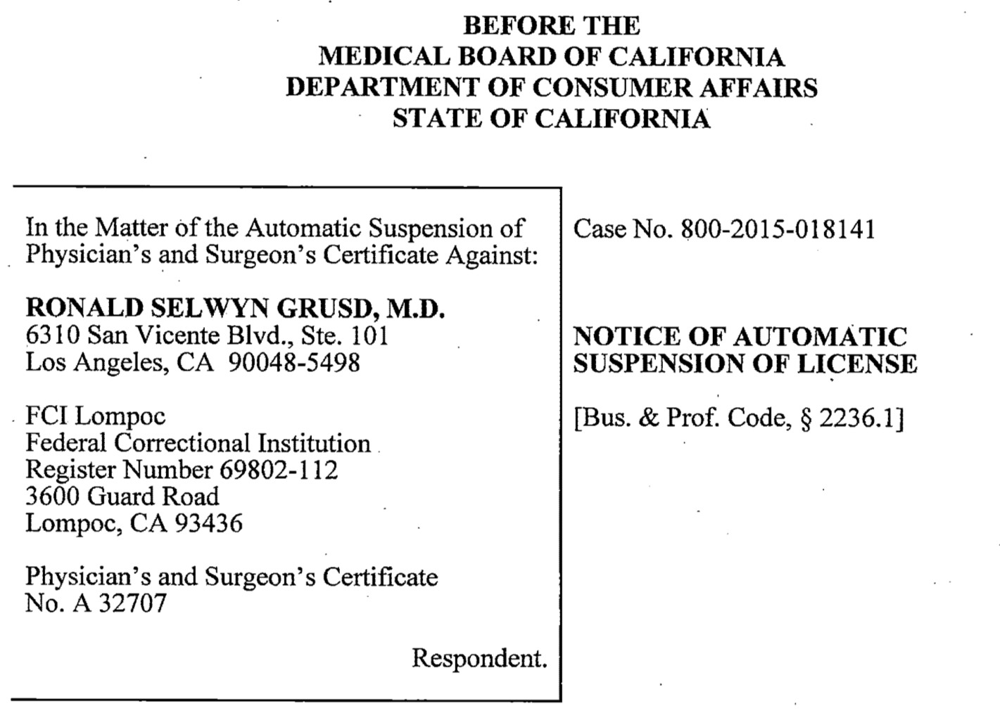 BEFORE THE
MEDICAL BOARD OF CALIFORNIA
DEPARTMENT OF CONSUMER AFFAIRS
STATE OF CALIFORNIA
In the Matter of the Automatic Suspension of
Physician's and Surgeon's Certificate Against:
RONALD SELWYN GRUSD, M.D.
6310 San Vicente Blvd., Ste. 101
Los Angeles, CA 90048-5498
FCI Lompoc
Federal Correctional Institution
Register Number 69802-112
3600 Guard Road
Lompoc, CA 93436
Physician's and Surgeon's Certificate
No. A 32707
Respondent.
Case No. 800-2015-018141
NOTICE OF AUTOMATIC
SUSPENSION OF LICENSE
[Bus. & Prof. Code, § 2236.1]